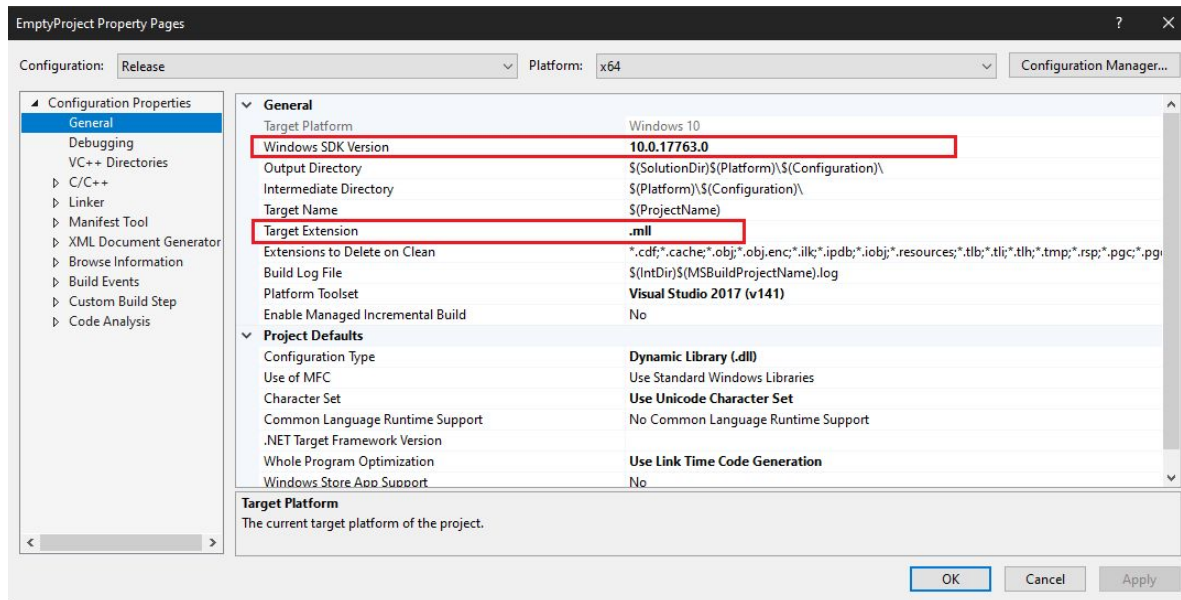 EmptyProject Property Pages ? ×
Configuration: Release Platform: x64 Configuration Manager...
Configuration Properties
General
Debugging
VC++ Directories
C/C++
Linker
Manifest Tool
XML Document Generator
Browse Information
Build Events
Custom Build Step
Code Analysis
General
Target Platform Windows 10
Windows SDK Version 10.0.17763.0
Output Directory $(SolutionDir)$(Platform)\$(Configuration)\
Intermediate Directory $(Platform)\$(Configuration)\
Target Name $(ProjectName)
Target Extension .mll
Extensions to Delete on Clean *.cdf;*.cache;*.obj;*.obj.enc;*.ilk;*.ipdb;*.iobj;*.resources;*.tlb;*.tli;*.tlh;*.tmp;*.rsp;*.pgc;*.pg
Build Log File $(IntDir)$(MSBuildProjectName).log
Platform Toolset Visual Studio 2017 (v141)
Enable Managed Incremental Build No
Project Defaults
Configuration Type Dynamic Library (.dll)
Use of MFC Use Standard Windows Libraries
Character Set Use Unicode Character Set
Common Language Runtime Support No Common Language Runtime Support
.NET Target Framework Version
Whole Program Optimization Use Link Time Code Generation
Windows Store App Support No
Target Platform
The current target platform of the project.
OK Cancel Apply